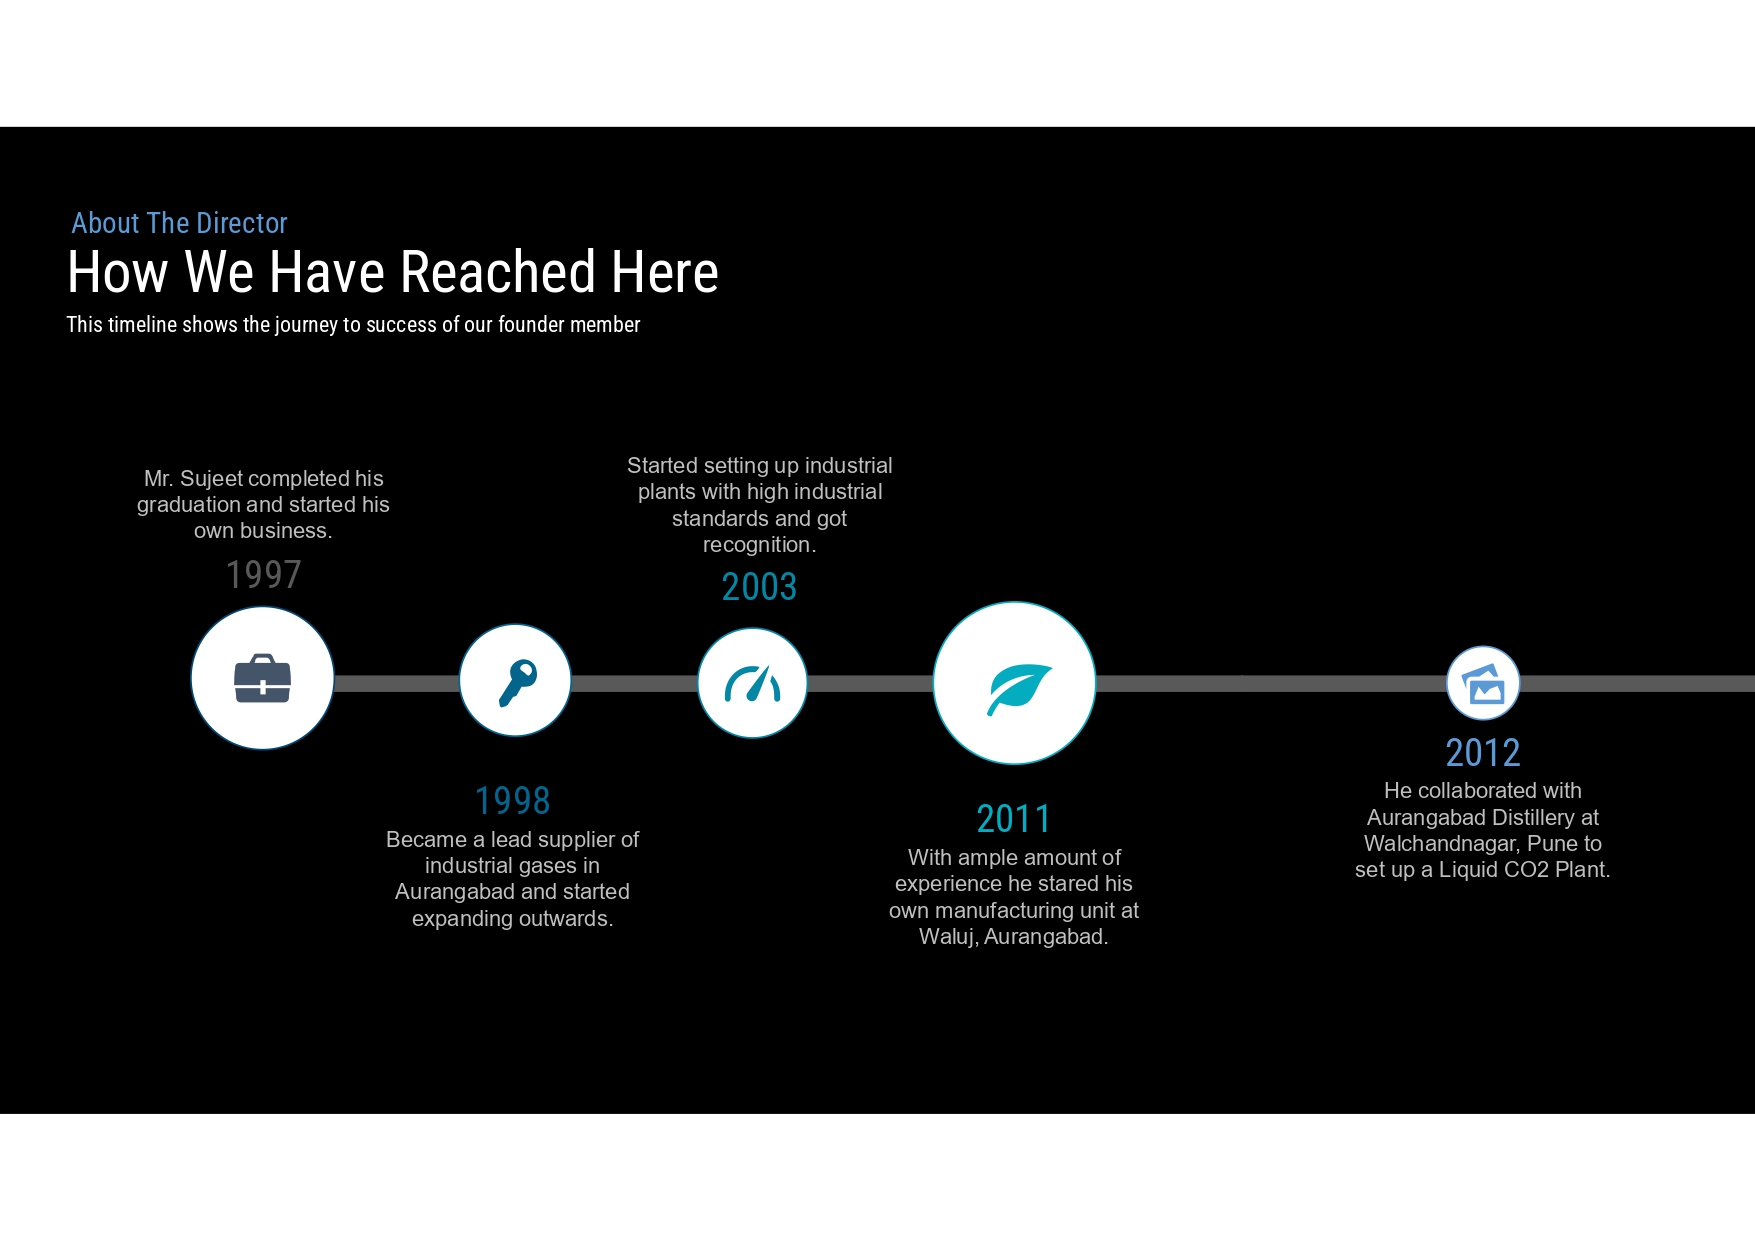 About The Director
How We Have Reached Here
This timeline shows the journey to success of our founder member
Mr. Sujeet completed his
graduation and started his
own business.
1997
1998
Became a lead supplier of
industrial gases in
Aurangabad and started
expanding outwards.
Started setting up industrial
plants with high industrial
standards and got
recognition.
2003
2011
With ample amount of
experience he stared his
own manufacturing unit at
Waluj, Aurangabad.
2012
He collaborated with
Aurangabad Distillery at
Walchandnagar, Pune to
set up a Liquid CO2 Plant.